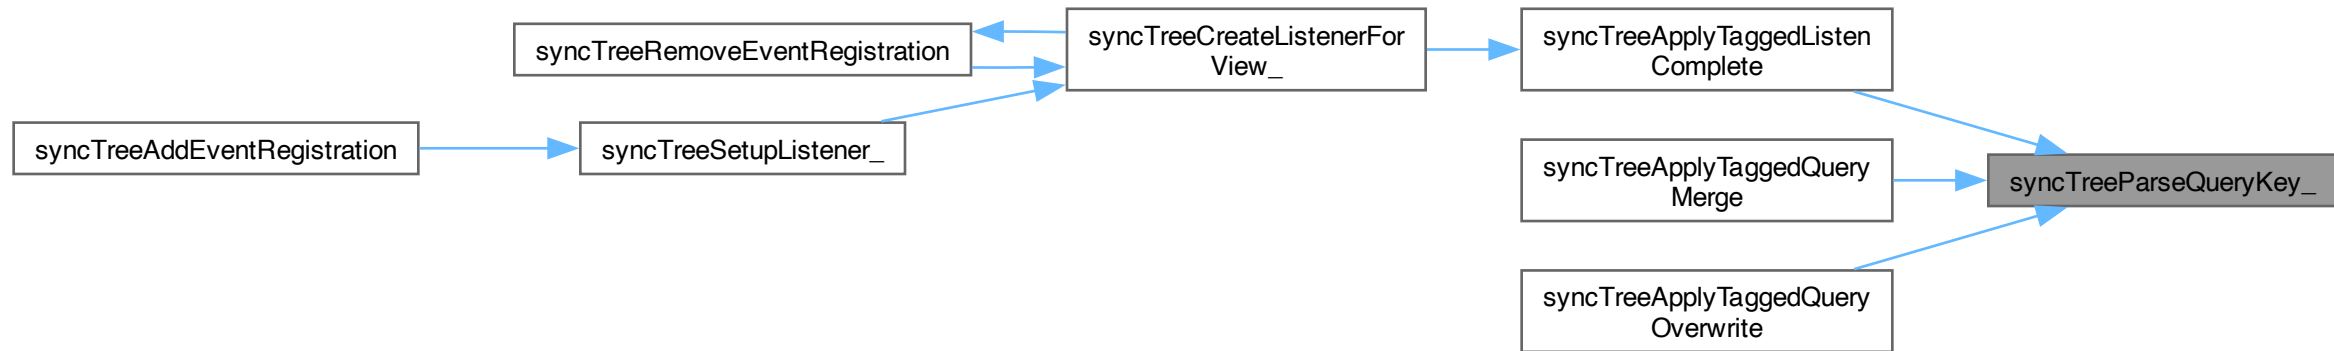 syncTreeRemoveEventRegistration
syncTreeCreateListenerFor
View_
syncTreeApplyTaggedListen
Complete
syncTreeAddEventRegistration
syncTreeSetupListener_
syncTreeApplyTaggedQuery
Merge
syncTreeParseQueryKey_
syncTreeApplyTaggedQuery
Overwrite